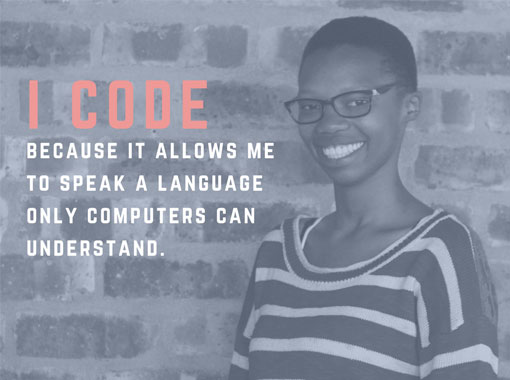 I CODE
BECAUSE IT ALLOWS ME
TO SPEAK A LANGUAGE
ONLY COMPUTERS CAN
UNDERSTAND.